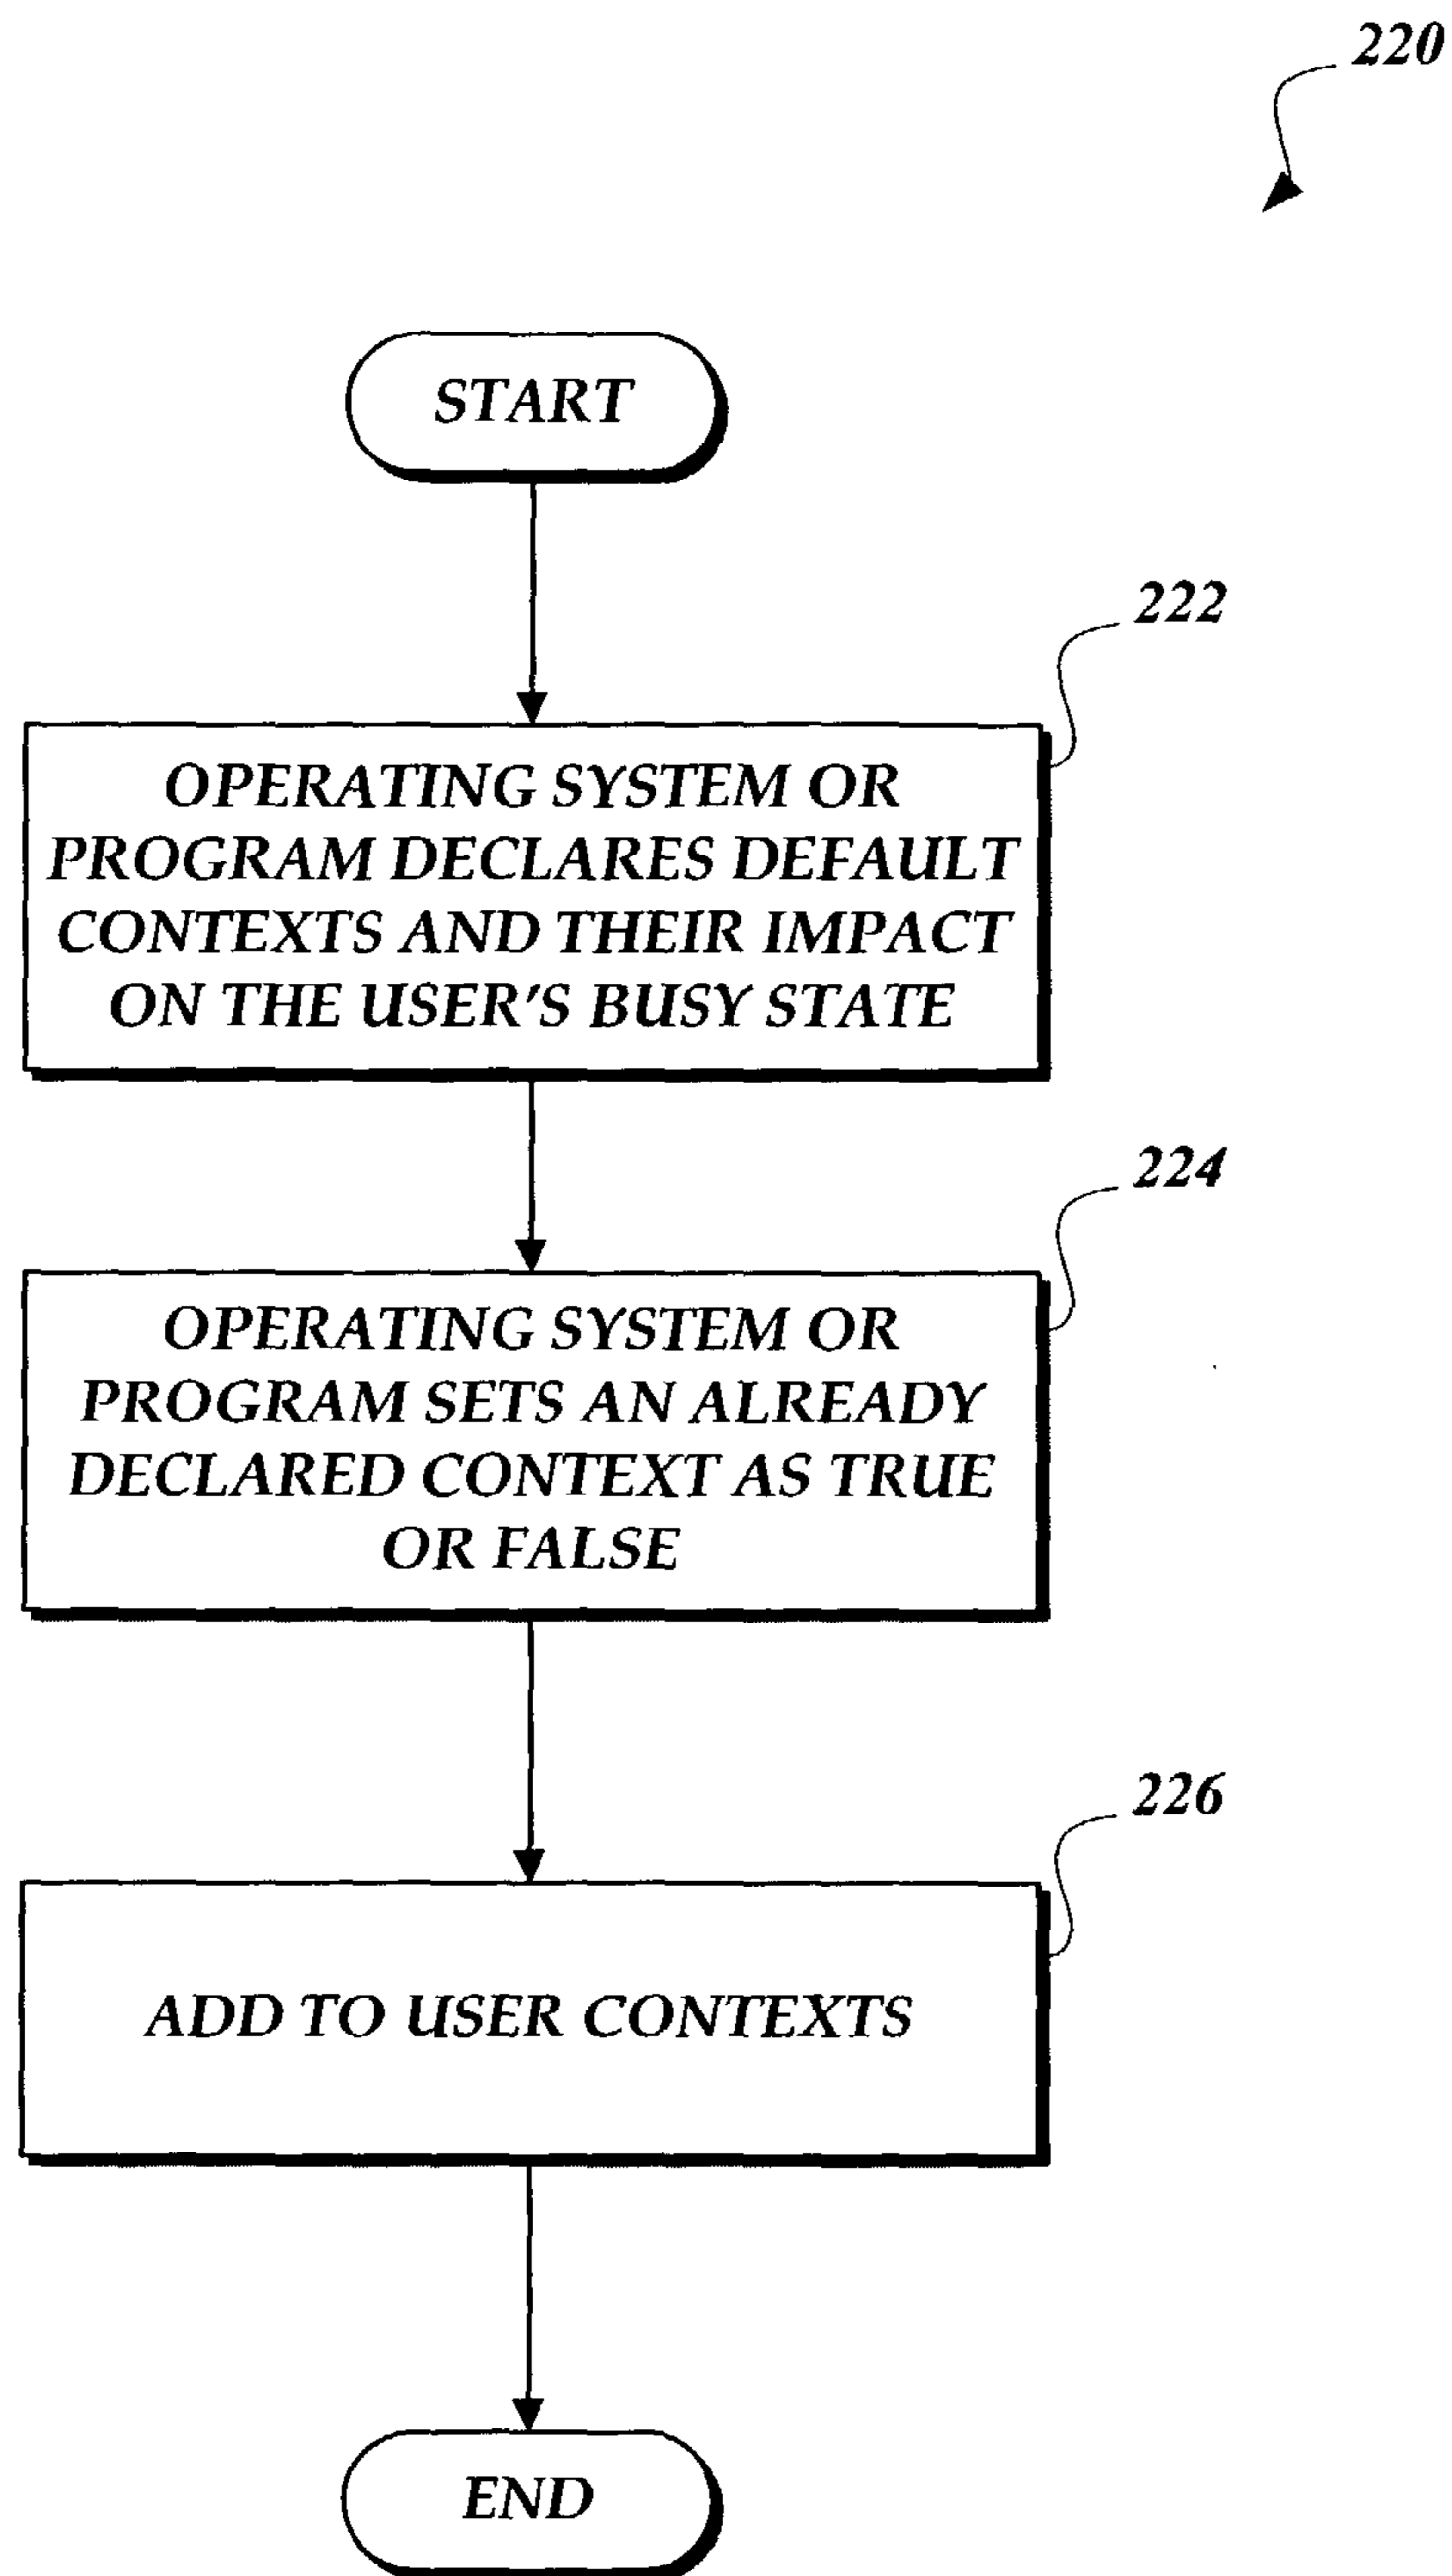 220
START
222
OPERATING SYSTEM OR
PROGRAM DECLARES DEFAULT
CONTEXTS AND THEIR IMPACT
ON THE USER'S BUSY STATE
224
OPERATING SYSTEM OR
PROGRAM SETS AN ALREADY
DECLARED CONTEXT AS TRUE
OR FALSE
226
ADD TO USER CONTEXTS
END